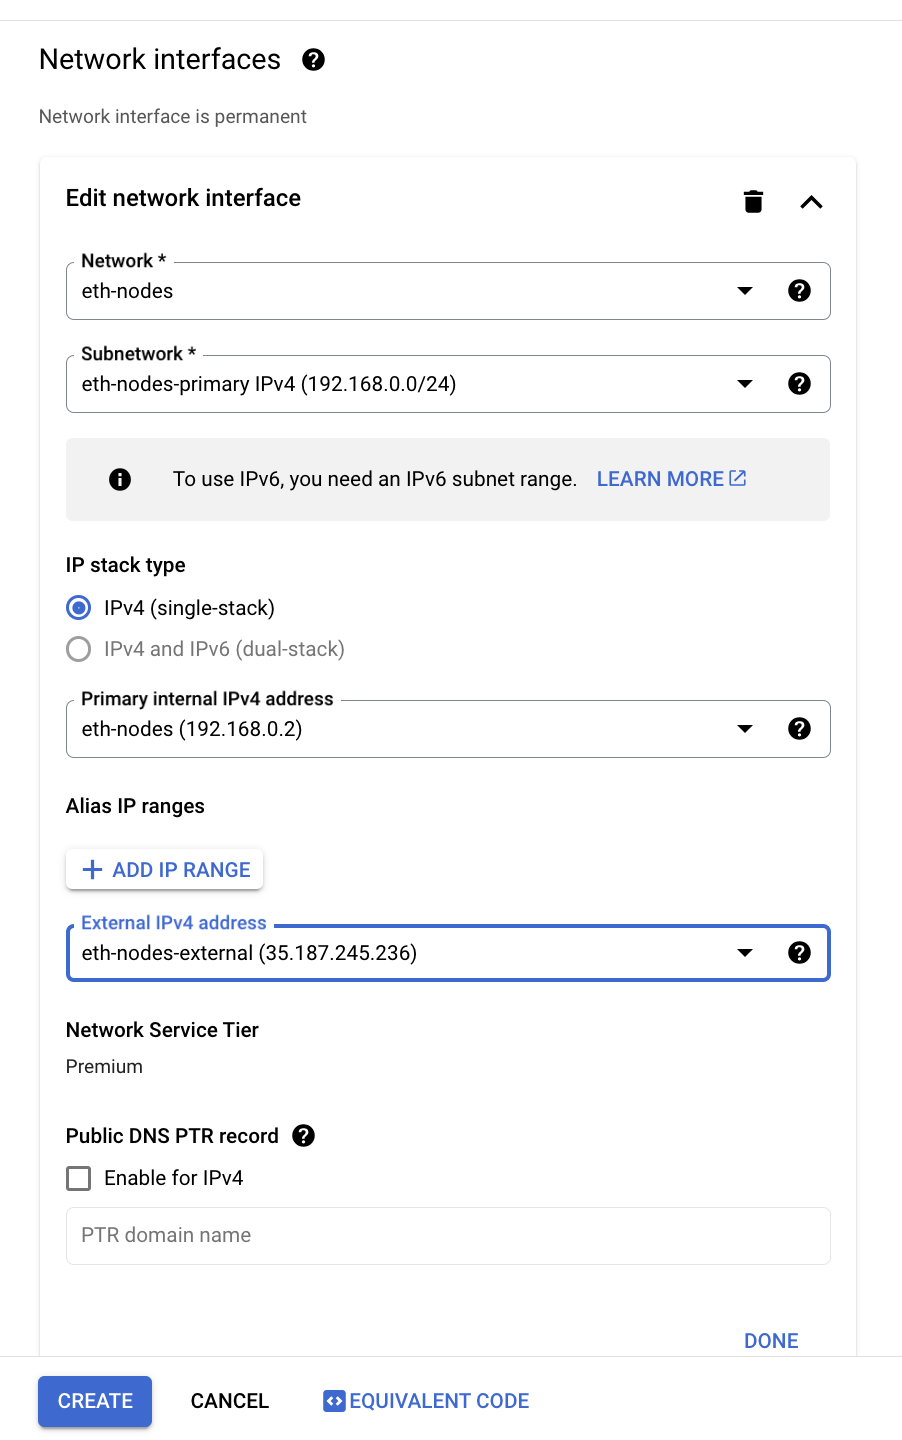 Network interfaces
Network interface is permanent
Edit network interface
Network *
eth-nodes
Subnetwork *
eth-nodes-primary IPv4 (192.168.0.0/24)
To use IPv6, you need an IPv6 subnet range. LEARN MORE
IP stack type
IPv4 (single-stack)
IPv4 and IPv6 (dual-stack)
Primary internal IPv4 address
eth-nodes (192.168.0.2)
Alias IP ranges
ADD IP RANGE
External IPv4 address
eth-nodes-external (35.187.245.236)
Network Service Tier
Premium
Public DNS PTR record
Enable for IPv4
PTR domain name
DONE
CREATE CANCEL EQUIVALENT CODE